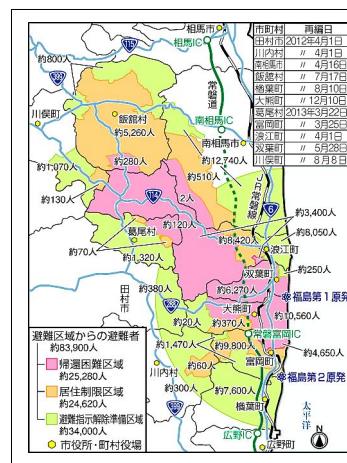 市町村 再編日
田村市 2012年4月1日
川内村 〃 4月1日
南相馬市 〃 4月16日
飯舘村 〃 7月17日
楢葉町 〃 8月10日
大熊町 〃 12月10日
葛尾村 2013年3月22日
富岡町 〃 3月25日
浪江町 〃 4月1日
双葉町 〃 5月28日
川俣町 〃 8月8日
相馬市
相馬IC
115
約800人
399
常磐道
川俣町
飯舘村
約5,260人
南相馬IC
南相馬市
約280人
約12,740人
約1,070人
約510人
JR常磐線
6
114
2人
約130人
約120人
約3,400人
葛尾村
約8,420人
約8,050人
浪江町
約70人
約1,320人
双葉町
約250人
田村市
約380人
約6,270人
福島第1原発
288
大熊町
約20人
約370人
約10,560人
常磐富岡IC
約1,470人
約9,800人
約4,650人
富岡町
川内村
約60人
福島第2原発
約300人
約7,600人
399
楢葉町
太平洋
広野IC
広野町
N
避難区域からの避難者
約83,900人
帰還困難区域
約25,280人
居住制限区域
約24,620人
避難指示解除準備区域
約34,000人
市役所・町村役場